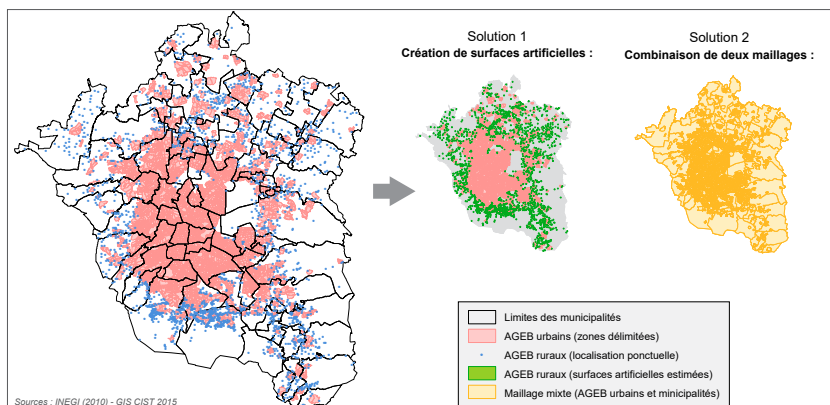 Solution 1
Création de surfaces artificielles :
Solution 2
Combinaison de deux maillages :
Limites des municipalités
AGEB urbains (zones délimitées)
AGEB ruraux (localisation ponctuelle)
AGEB ruraux (surfaces artificielles estimées)
Maillage mixte (AGEB urbains et minicipalités)
Sources : INEGI (2010) - GIS CIST 2015